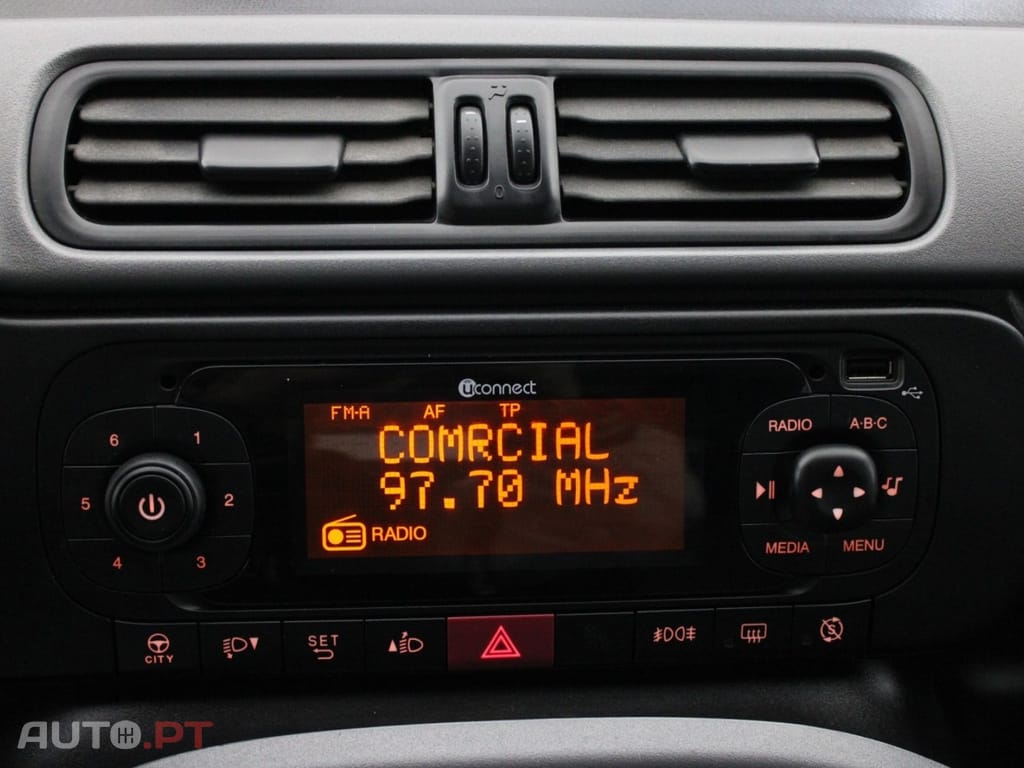 0
uconnect
FM-A AF TP
COMRCIAL
97.70 MHz
RADIO
6 1
5 2
4 3
RADIO A·B·C
MEDIA MENU
CITY
SET
S
AUTO.PT